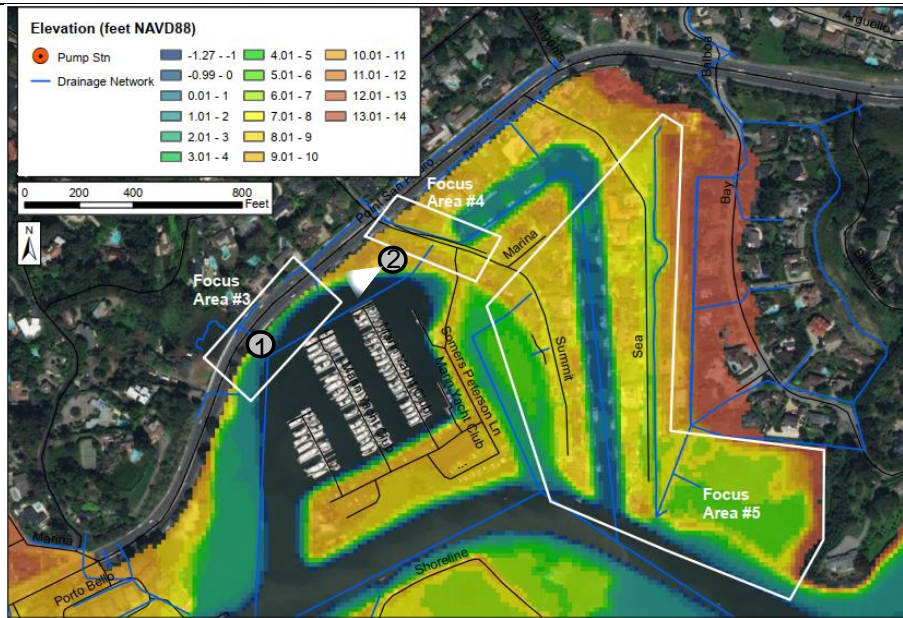 Elevation (feet NAVD88)
Pump Stn
Drainage Network
-1.27 - -1
-0.99 - 0
0.01 - 1
1.01 - 2
2.01 - 3
3.01 - 4
4.01 - 5
5.01 - 6
6.01 - 7
7.01 - 8
8.01 - 9
9.01 - 10
10.01 - 11
11.01 - 12
12.01 - 13
13.01 - 14
0 200 400 800
Feet
N
Arguello
Balboa
Point San Pedro
Focus
Area #4
Bay
Marina
2
Focus
Area #3
1
Summit
Sea
Somers Peterson Ln
Marin Yacht Club
Marin Yacht Club
Focus
Area #5
Marina
Porto Bello
Shoreline